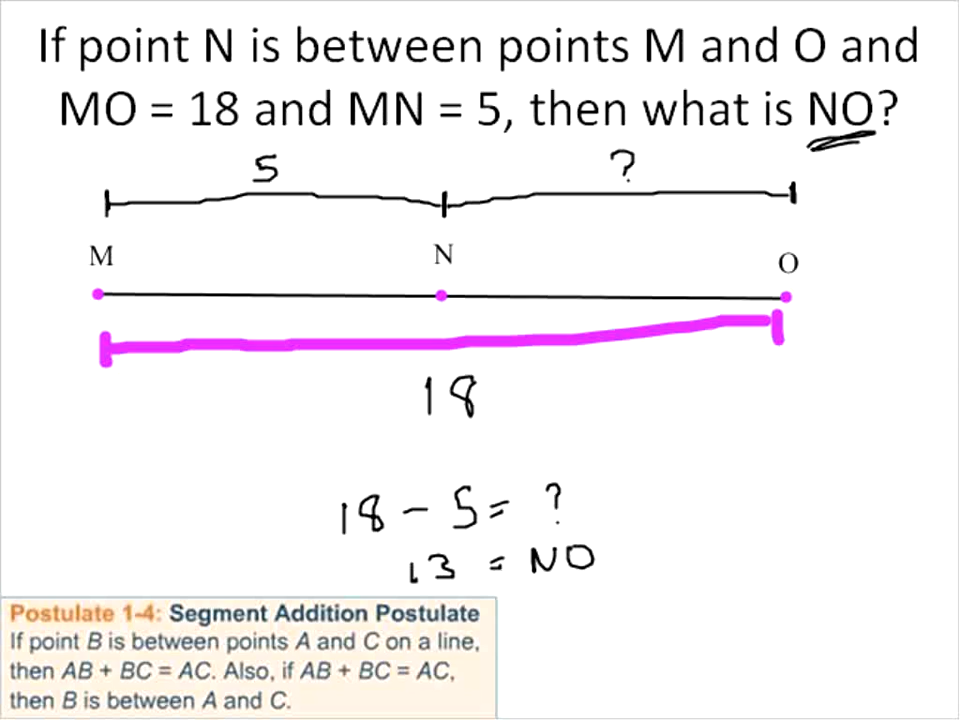 If point N is between points M and O and
MO = 18 and MN = 5, then what is NO?
5 ?
M N O
18
18 - 5 = ?
13 = NO
Postulate 1-4: Segment Addition Postulate
If point B is between points A and C on a line,
then AB + BC = AC. Also, if AB + BC = AC,
then B is between A and C.